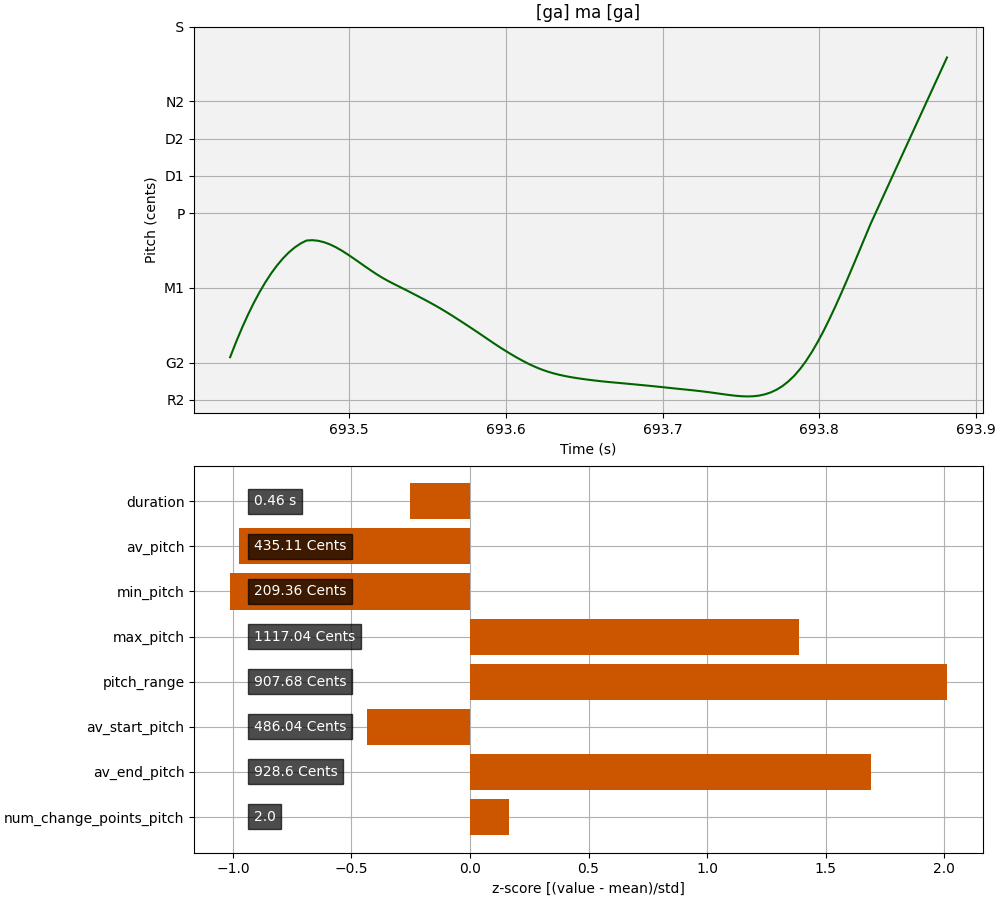 [ga] ma [ga]
S
N2
D2
D1
P
M1
G2
R2
Pitch (cents)
693.5 693.6 693.7 693.8 693.9
Time (s)
duration 0.46 s
av_pitch 435.11 Cents
min_pitch 209.36 Cents
max_pitch 1117.04 Cents
pitch_range 907.68 Cents
av_start_pitch 486.04 Cents
av_end_pitch 928.6 Cents
num_change_points_pitch 2.0
−1.0 −0.5 0.0 0.5 1.0 1.5 2.0
z-score [(value - mean)/std]